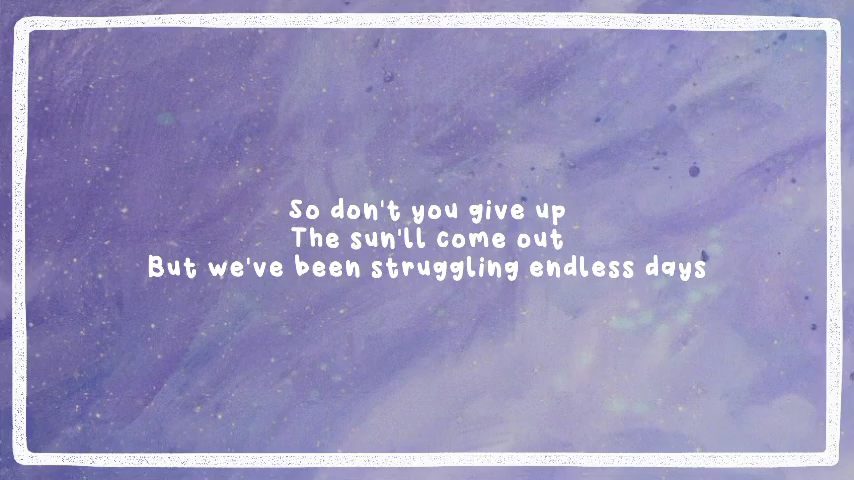 So don't you give up
The sun'll come out
But we've been struggling endless days